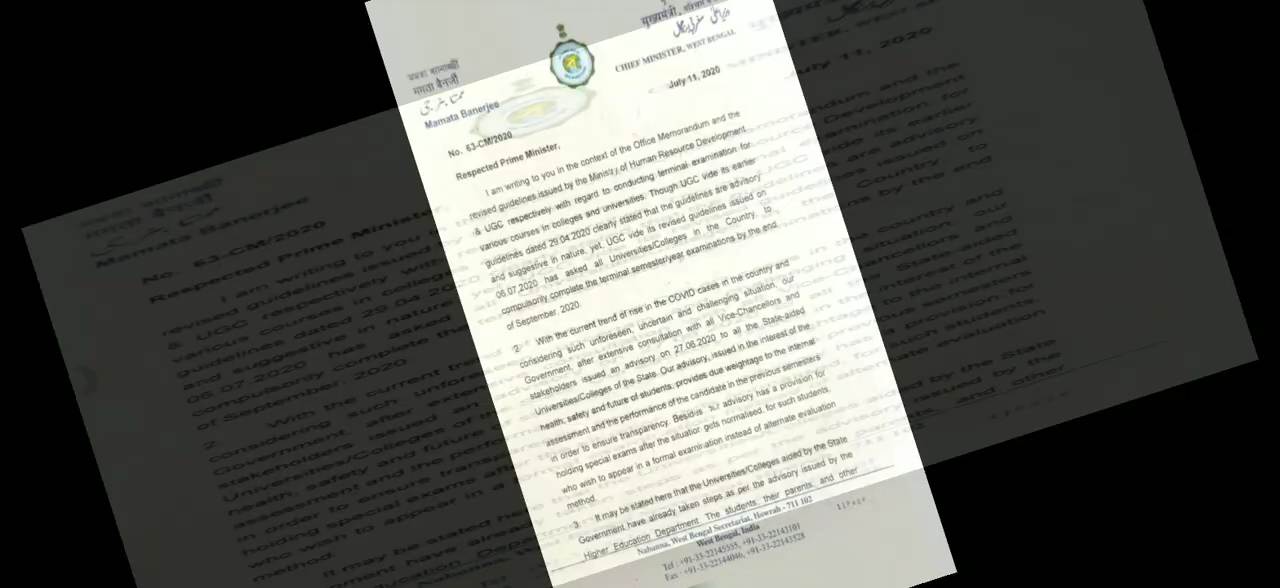 मुख्यमंत्री,
CHIEF MINISTER, WEST BENGAL
July 11, 2020
ममता बैनर्जी
Mamata Banerjee
No. 63-CM/2020
Respected Prime Minister,
I am writing to you in the context of the Office Memorandum and the
revised guidelines issued by the Ministry of Human Resource Development
& UGC respectively with regard to conducting terminal examination for
various courses in colleges and universities. Though UGC vide its earlier
guidelines dated 29.04.2020 clearly stated that the guidelines are advisory
and suggestive in nature, yet, UGC vide its revised guidelines issued on
06.07.2020 has asked all Universities/Colleges in the Country, to
compulsorily complete the terminal semester/year examinations by the end
of September, 2020.
2. With the current trend of rise in the COVID cases in the country and
considering such unforeseen, uncertain and challenging situation, our
Government, after extensive consultation with all Vice-Chancellors and
stakeholders issued an advisory on 27.06.2020 to all the State-aided
Universities/Colleges of the State. Our advisory, issued in the interest of the
health, safety and future of students, provides due weightage to the internal
assessment and the performance of the candidate in the previous semesters
in order to ensure transparency. Besides our advisory has a provision for
holding special exams after the situation gets normalised, for such students,
who wish to appear in a formal examination instead of alternate evaluation
method.
3. It may be stated here that the Universities/Colleges aided by the State
Government have already taken steps as per the advisory issued by the
Higher Education Department. The students, their parents, and other
1 | Page
Nabanna, West Bengal Secretariat, Howrah - 711 102
West Bengal, India
Tel : +91-33-22145555, +91-33-22143101
Fax : +91-33-22144046, +91-33-22143528